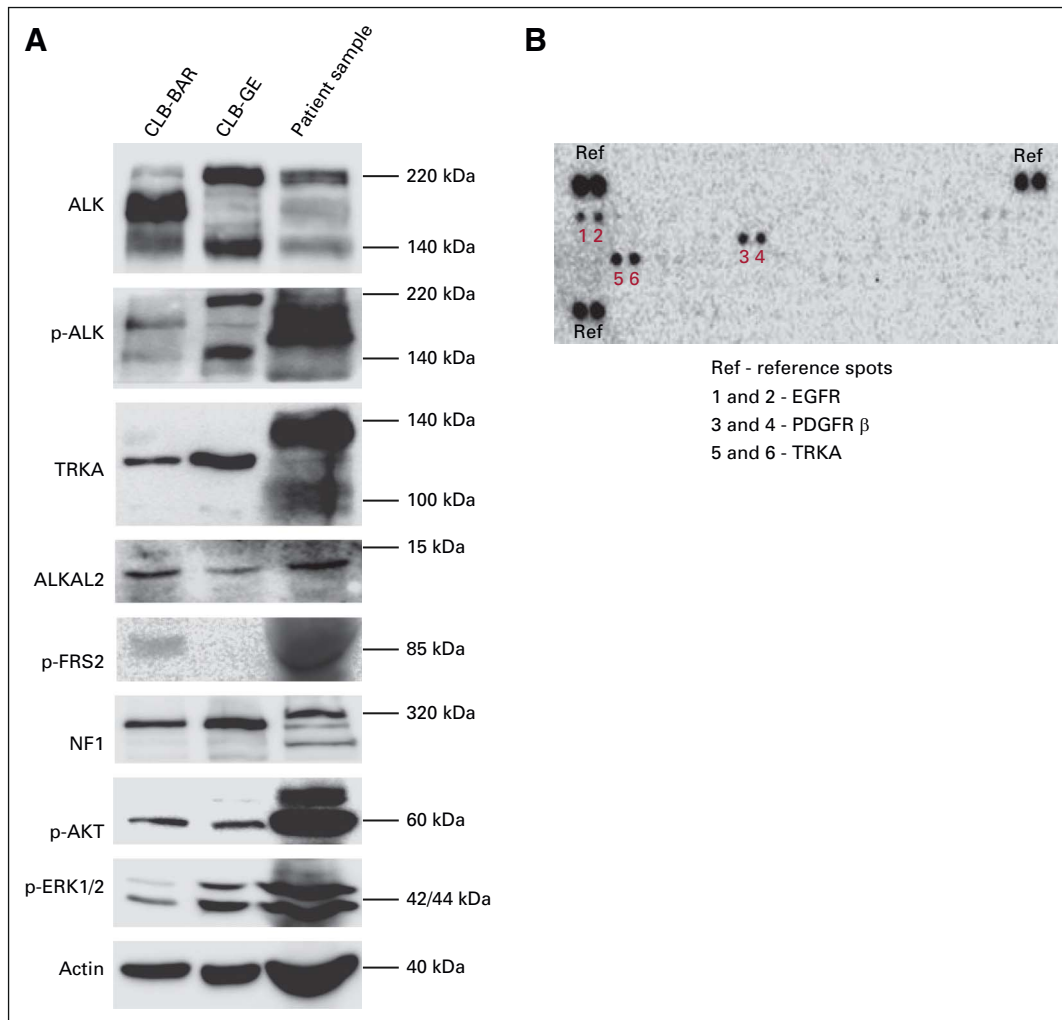 A
CLB-BAR
CLB-GE
Patient sample
ALK
220 kDa
140 kDa
p-ALK
220 kDa
140 kDa
TRKA
140 kDa
100 kDa
ALKAL2
15 kDa
p-FRS2
85 kDa
NF1
320 kDa
p-AKT
60 kDa
p-ERK1/2
42/44 kDa
Actin
40 kDa
B
Ref
Ref
1 2
3 4
5 6
Ref
Ref - reference spots
1 and 2 - EGFR
3 and 4 - PDGFR β
5 and 6 - TRKA